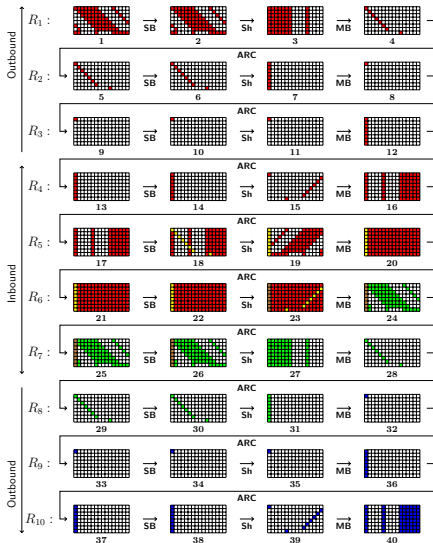 R1 :
1
SB
2
Sh
3
MB
4
ARC
R2 :
5
SB
6
Sh
7
MB
8
ARC
R3 :
9
SB
10
Sh
11
MB
12
Outbound
ARC
R4 :
13
SB
14
Sh
15
MB
16
ARC
R5 :
17
SB
18
Sh
19
MB
20
ARC
R6 :
21
SB
22
Sh
23
MB
24
ARC
R7 :
25
SB
26
Sh
27
MB
28
Inbound
ARC
R8 :
29
SB
30
Sh
31
MB
32
ARC
R9 :
33
SB
34
Sh
35
MB
36
ARC
R10 :
37
SB
38
Sh
39
MB
40
Outbound